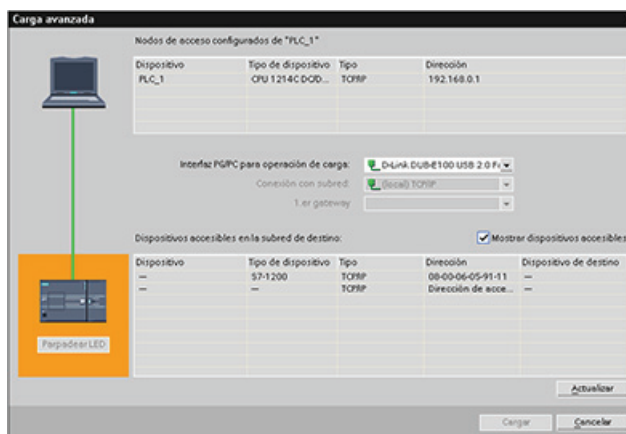 Carga avanzada
Nodos de acceso configurados de "PLC_1"
Dispositivo Tipo de dispositivo Tipo Dirección
PLC_1 CPU 1214C DC/D... TCP/IP 192.168.0.1
Interfaz PG/PC para operación de carga: D-Link DUB-E100 USB 2.0 Fa
Conexión con subred: (local) TCP/IP
1.er gateway
Dispositivos accesibles en la subred de destino: Mostrar dispositivos accesibles
Dispositivo Tipo de dispositivo Tipo Dirección Dispositivo de destino
— S7-1200 TCP/IP 08-00-06-05-91-11 —
— — TCP/IP Dirección de acce... —
Parpadear LED
Actualizar
Cargar Cancelar